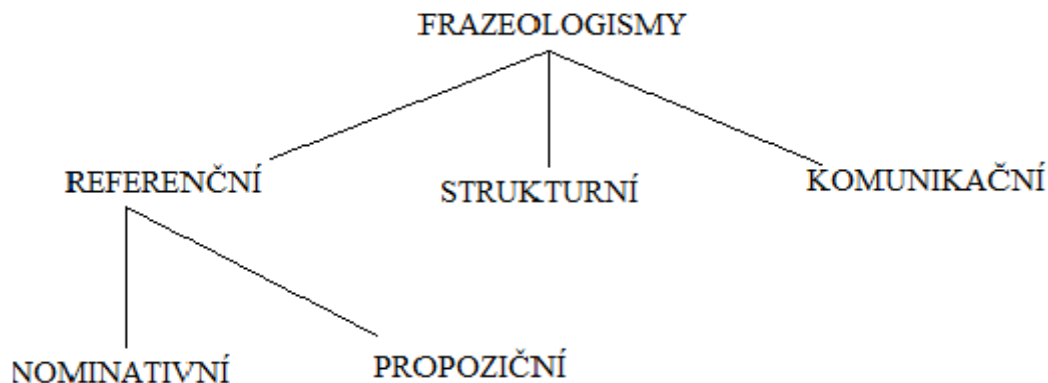 FRAZEOLOGISMY
REFERENČNÍ
STRUKTURNÍ
KOMUNIKAČNÍ
NOMINATIVNÍ
PROPOZIČNÍ